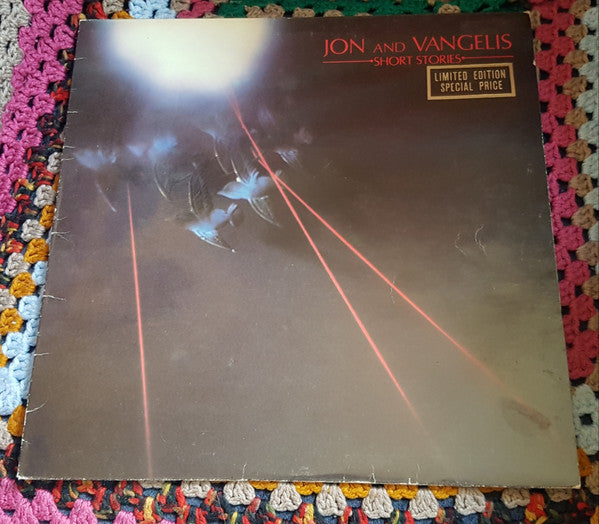 JON AND VANGELIS
SHORT STORIES
LIMITED EDITION
SPECIAL PRICE